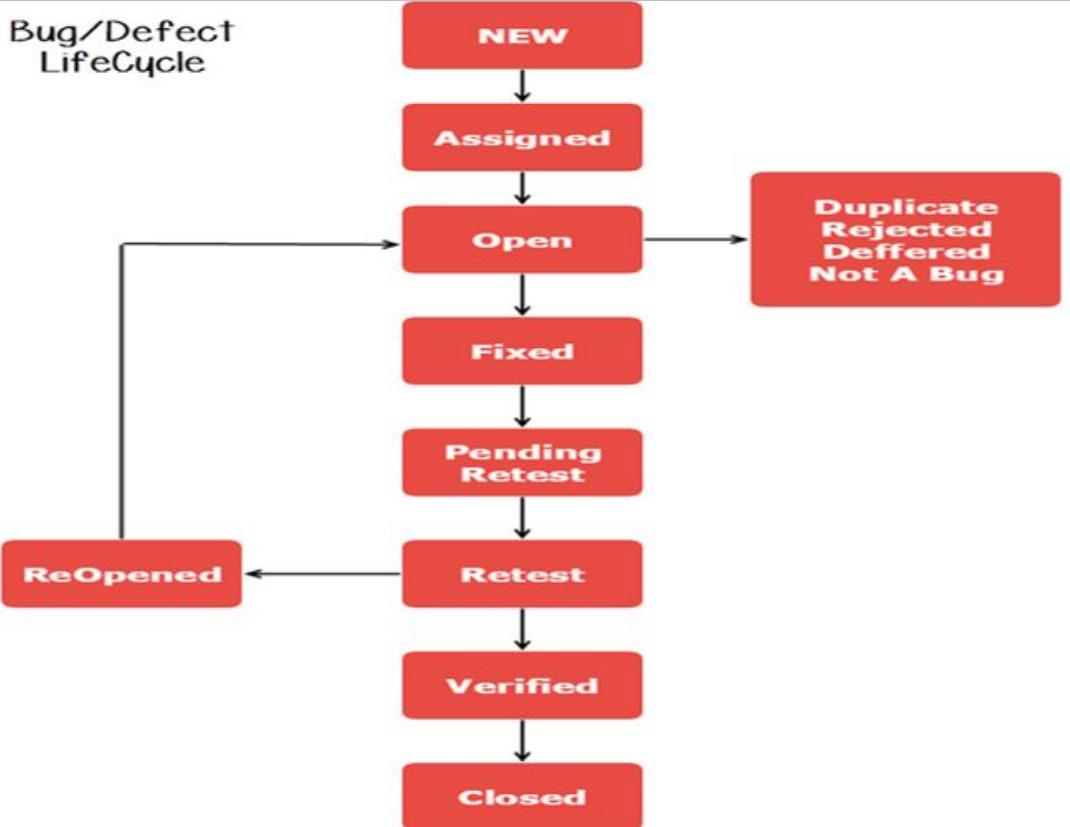 Bug/Defect
LifeCycle
NEW
Assigned
Open
Duplicate
Rejected
Deffered
Not A Bug
Fixed
Pending
Retest
ReOpened
Retest
Verified
Closed